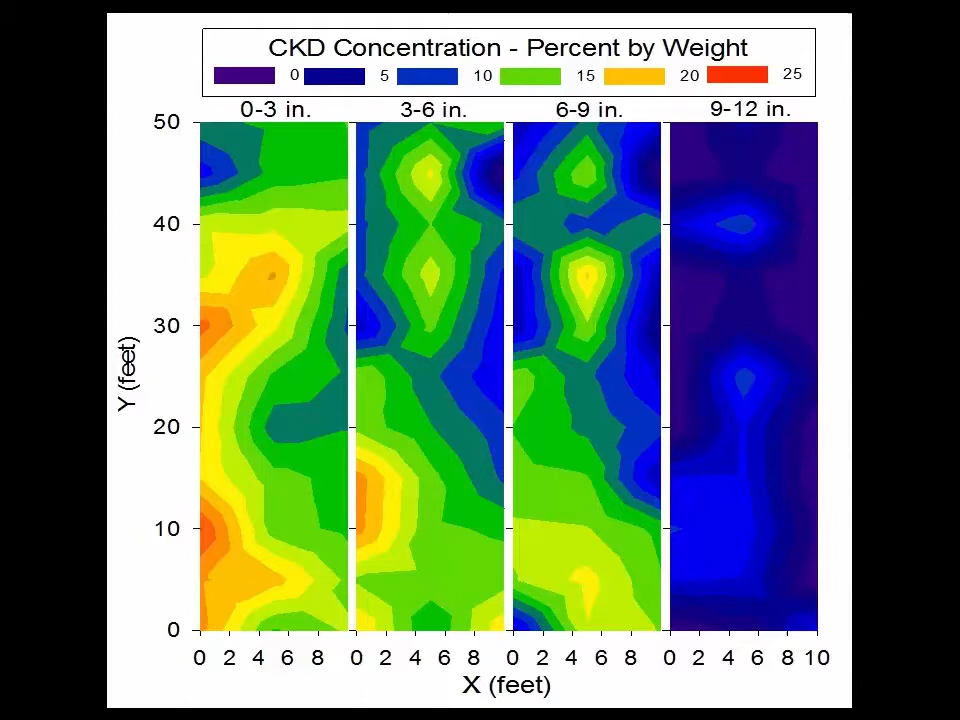 CKD Concentration - Percent by Weight
0 5 10 15 20 25
0-3 in. 3-6 in. 6-9 in. 9-12 in.
50
40
30
20
10
0
Y (feet)
0 2 4 6 8 0 2 4 6 8 0 2 4 6 8 0 2 4 6 8 10
X (feet)